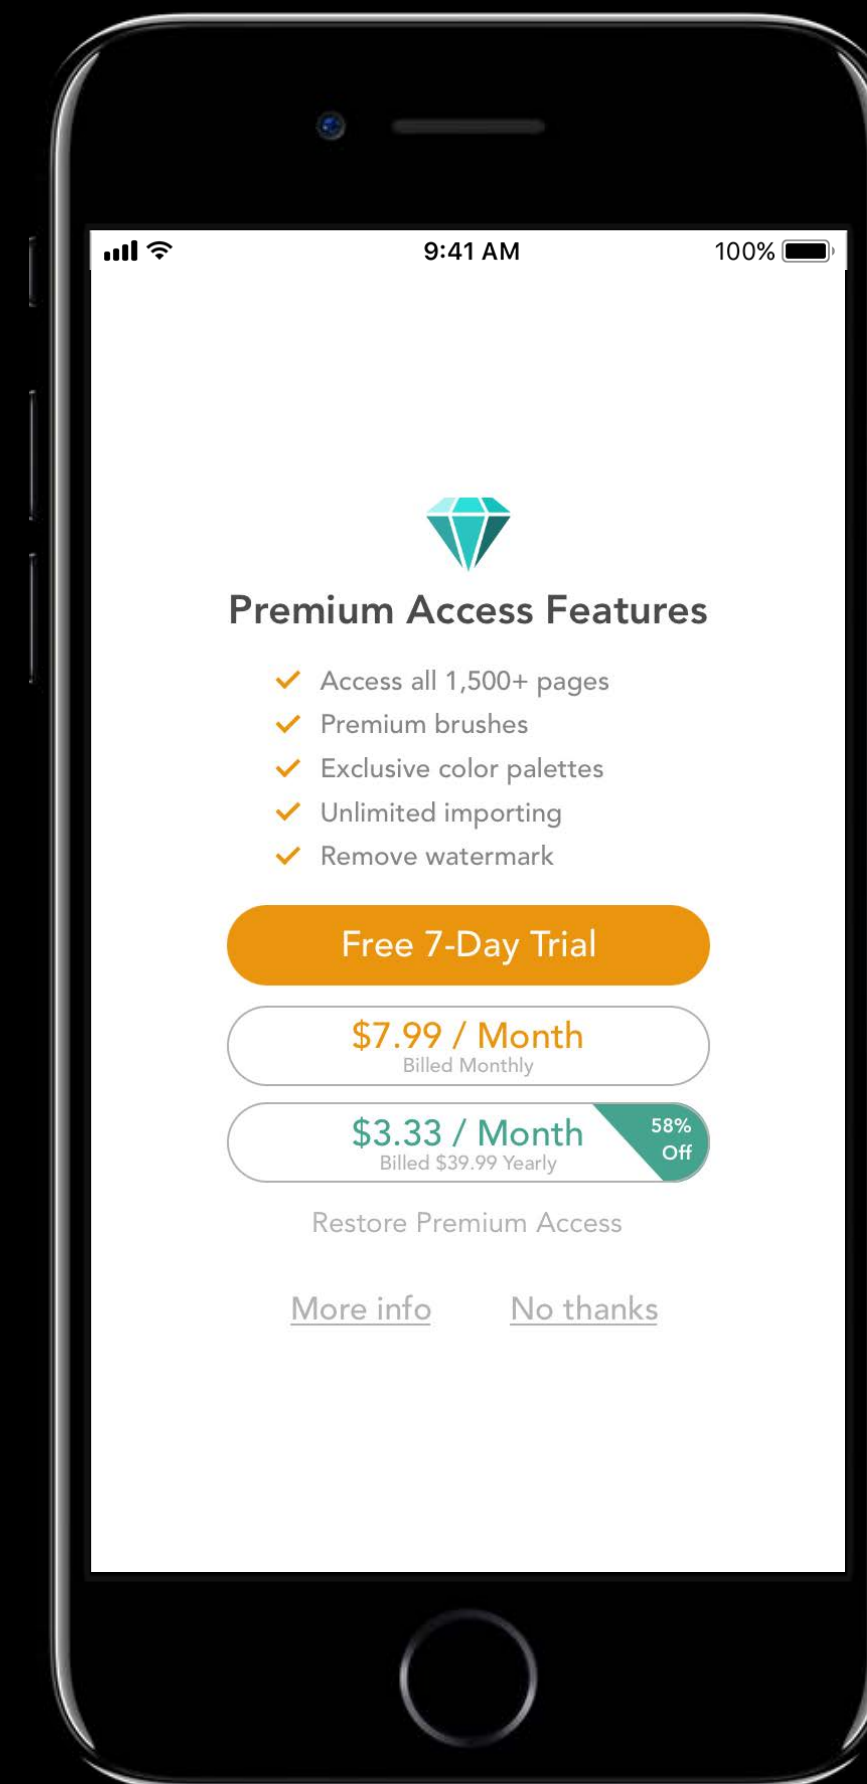 9:41 AM 100%
Premium Access Features
Access all 1,500+ pages
Premium brushes
Exclusive color palettes
Unlimited importing
Remove watermark
Free 7-Day Trial
$7.99 / Month
Billed Monthly
$3.33 / Month
Billed $39.99 Yearly
58%
Off
Restore Premium Access
More info No thanks